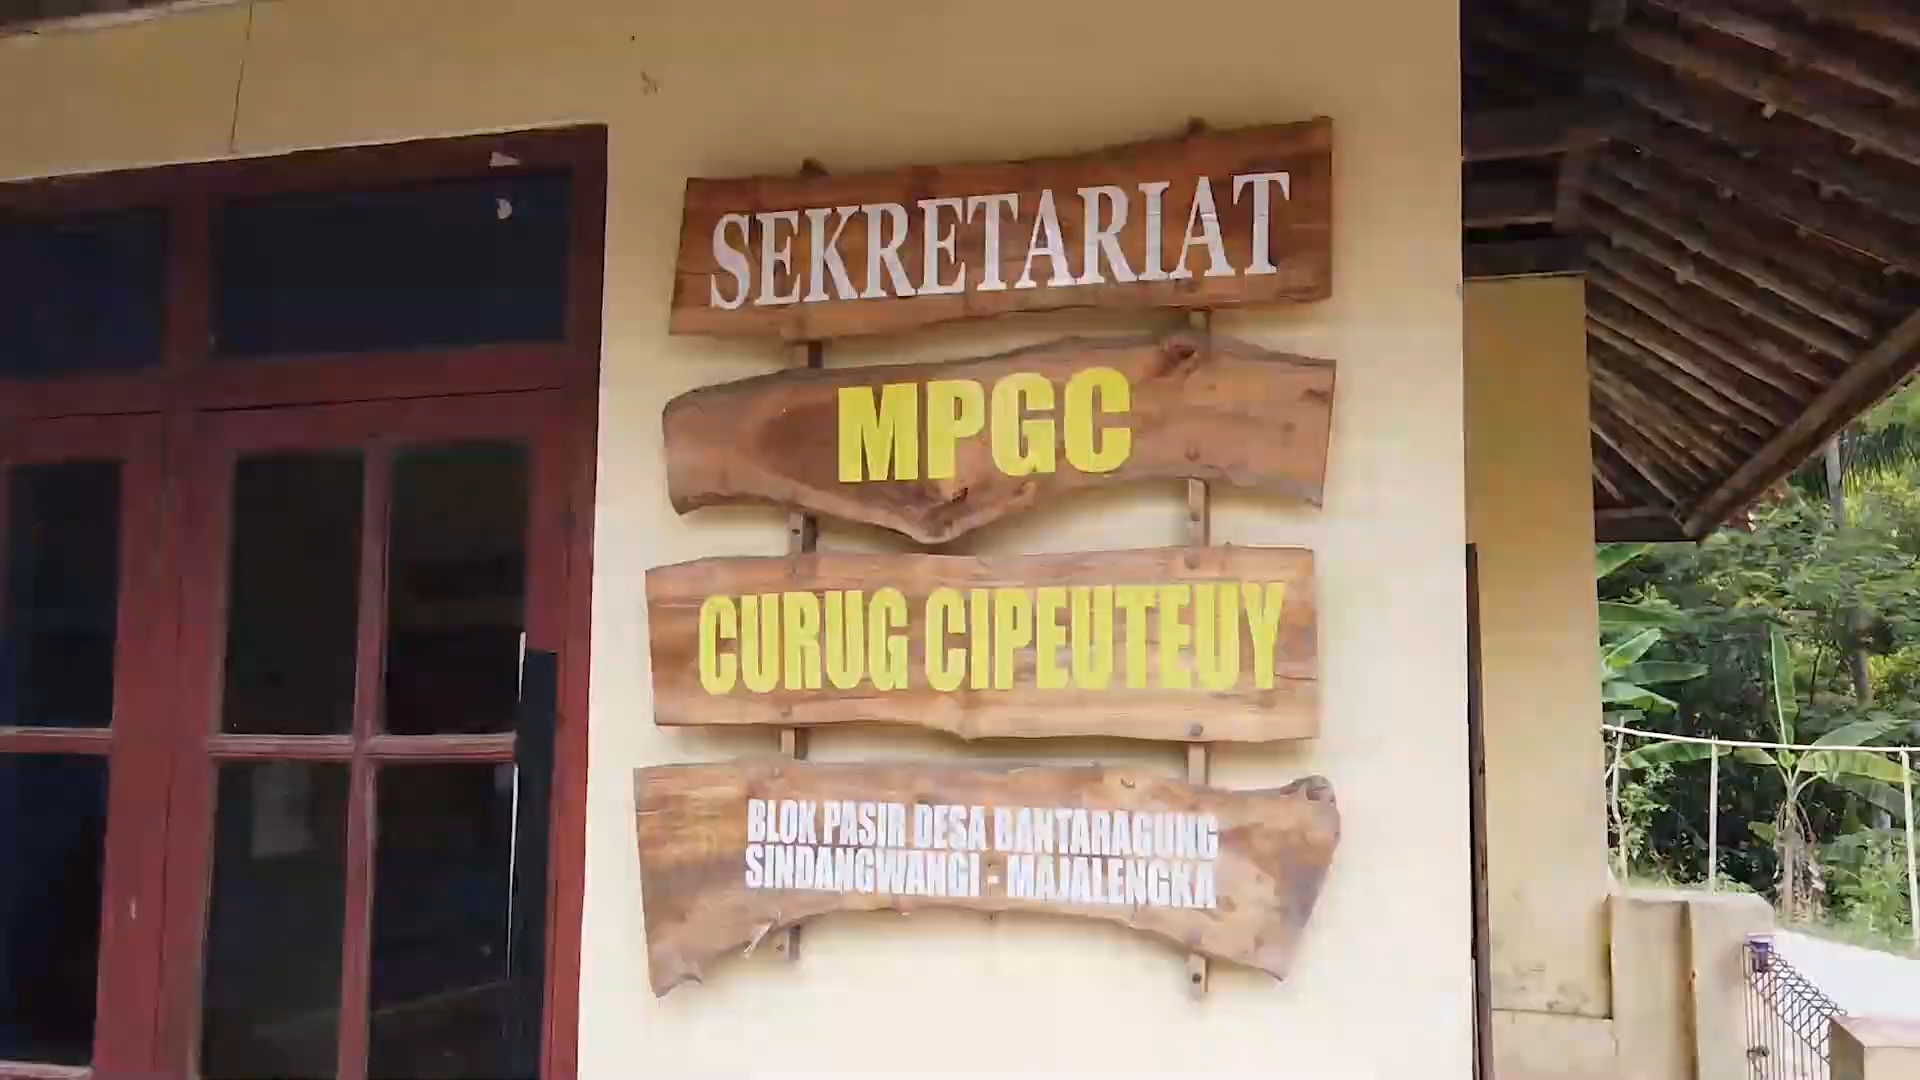 SEKRETARIAT
MPGC
CURUG CIPEUTEUY
BLOK PASIR DESA BANTARAGUNG
SINDANGWANGI - MAJALENGKA